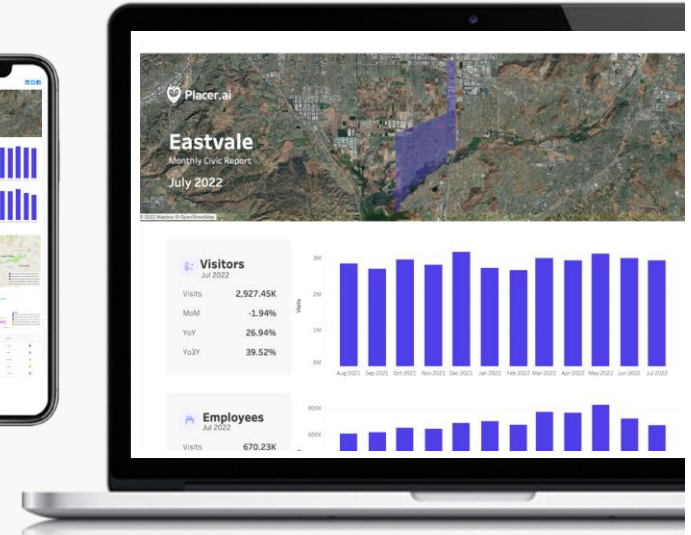 Placer.ai
Eastvale
Monthly Civic Report
July 2022
© 2022 Mapbox © OpenStreetMap
Visitors
Jul 2022
Visits 2,927.45K
MoM -1.94%
YoY 26.94%
Yo3Y 39.52%
Visits
3M
2M
1M
0M
Aug 2021 Sep 2021 Oct 2021 Nov 2021 Dec 2021 Jan 2022 Feb 2022 Mar 2022 Apr 2022 May 2022 Jun 2022 Jul 2022
Employees
Jul 2022
Visits 670.23K
800K
600K